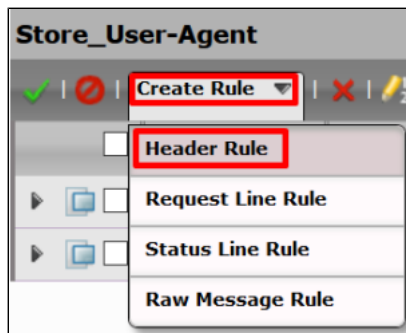 Store_User-Agent
Create Rule
Header Rule
Request Line Rule
Status Line Rule
Raw Message Rule